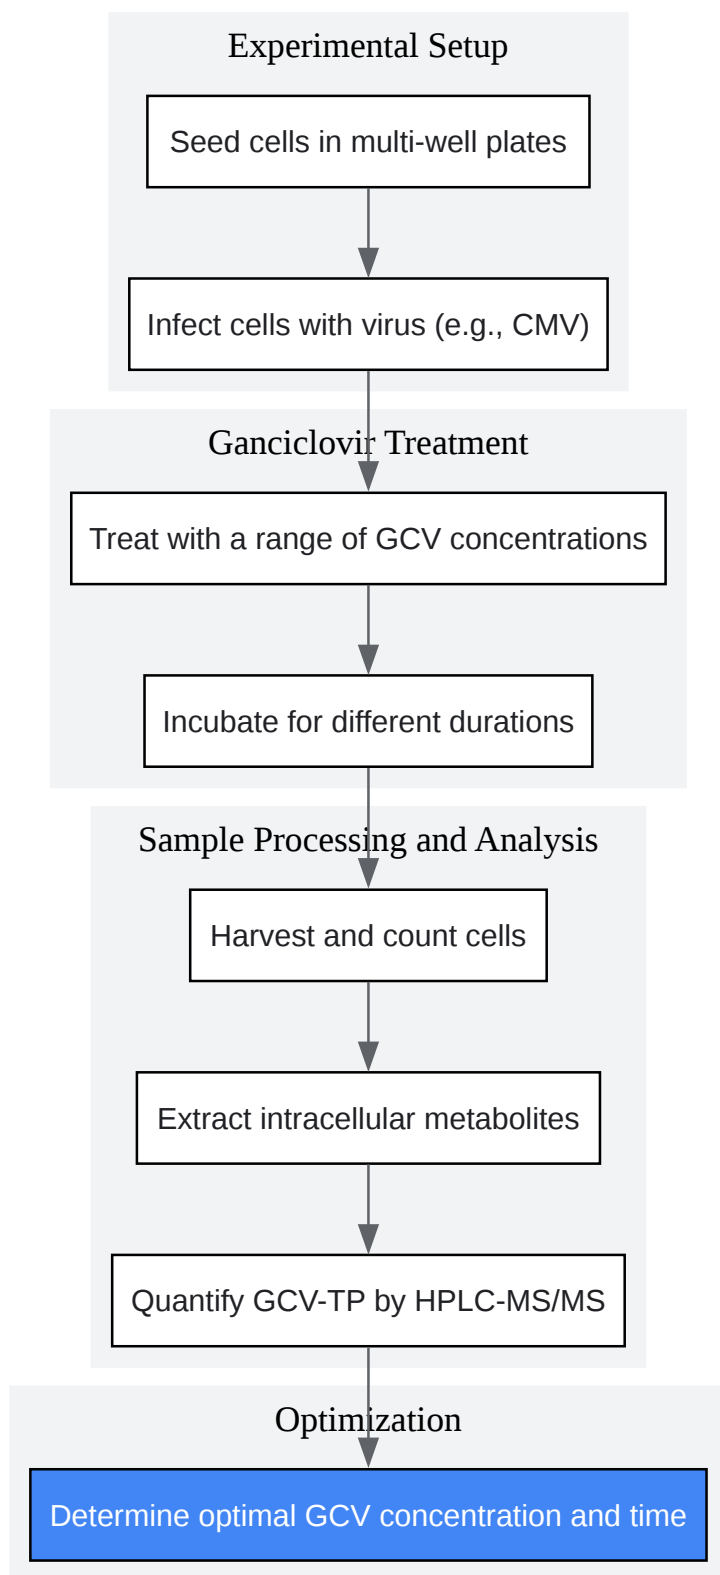 Experimental Setup
Seed cells in multi-well plates
Infect cells with virus (e.g., CMV)
Ganciclovir Treatment
Treat with a range of GCV concentrations
Incubate for different durations
Sample Processing and Analysis
Harvest and count cells
Extract intracellular metabolites
Quantify GCV-TP by HPLC-MS/MS
Optimization
Determine optimal GCV concentration and time